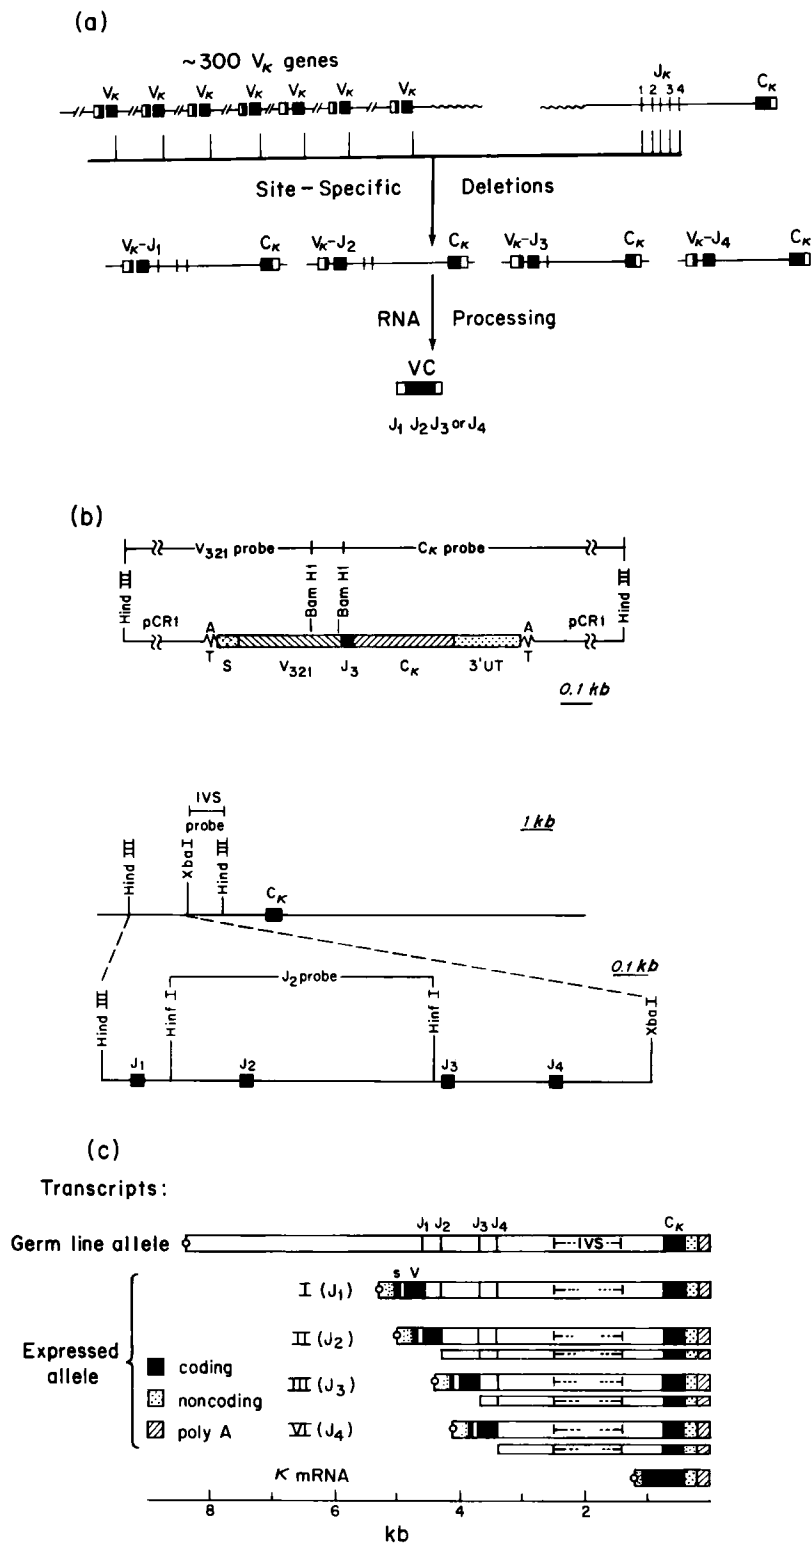 (a)
~300 Vκ genes
Vκ Vκ Vκ Vκ Vκ Vκ Vκ
Jκ
1 2 3 4
Cκ
Site-Specific Deletions
Vκ-J1 Cκ Vκ-J2 Cκ Vκ-J3 Cκ Vκ-J4 Cκ
RNA Processing
VC
J1 J2 J3 or J4
(b)
V321 probe Cκ probe
Hind III Bam H1 Bam H1 Hind III
pCR1 A A pCR1
T T
S V321 J3 Cκ 3'UT
0.1 kb
IVS
probe
1 kb
Hind III Xba I Hind III
Cκ
0.1 kb
J2 probe
Hind III Hinf I Hinf I Xba I
J1 J2 J3 J4
(c)
Transcripts:
J1 J2 J3 J4 Cκ
Germ line allele IVS
s V
I (J1)
II (J2)
Expressed allele
III (J3)
VI (J4)
coding
noncoding
poly A
κ mRNA
8 6 4 2
kb